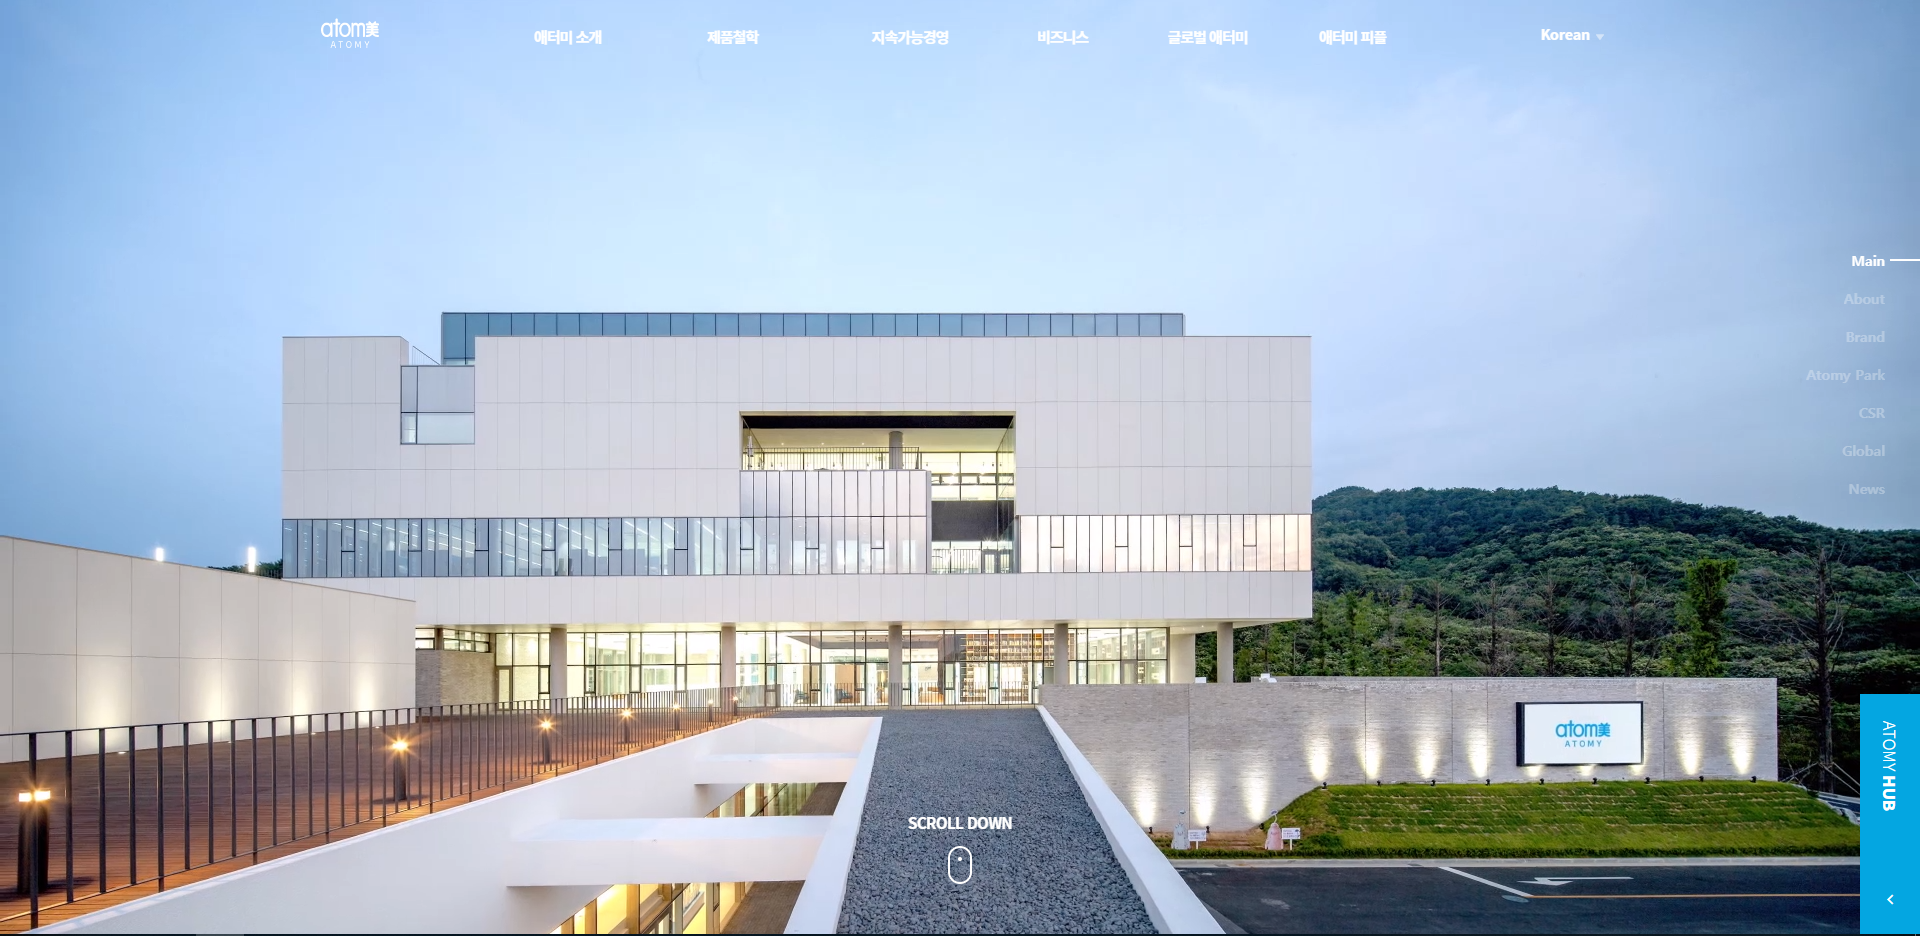 atom美
ATOMY
애터미 소개
제품철학
지속가능경영
비즈니스
글로벌 애터미
애터미 피플
Korean
Main
About
Brand
Atomy Park
CSR
Global
News
atom美
ATOMY
ATOMY HUB
SCROLL DOWN